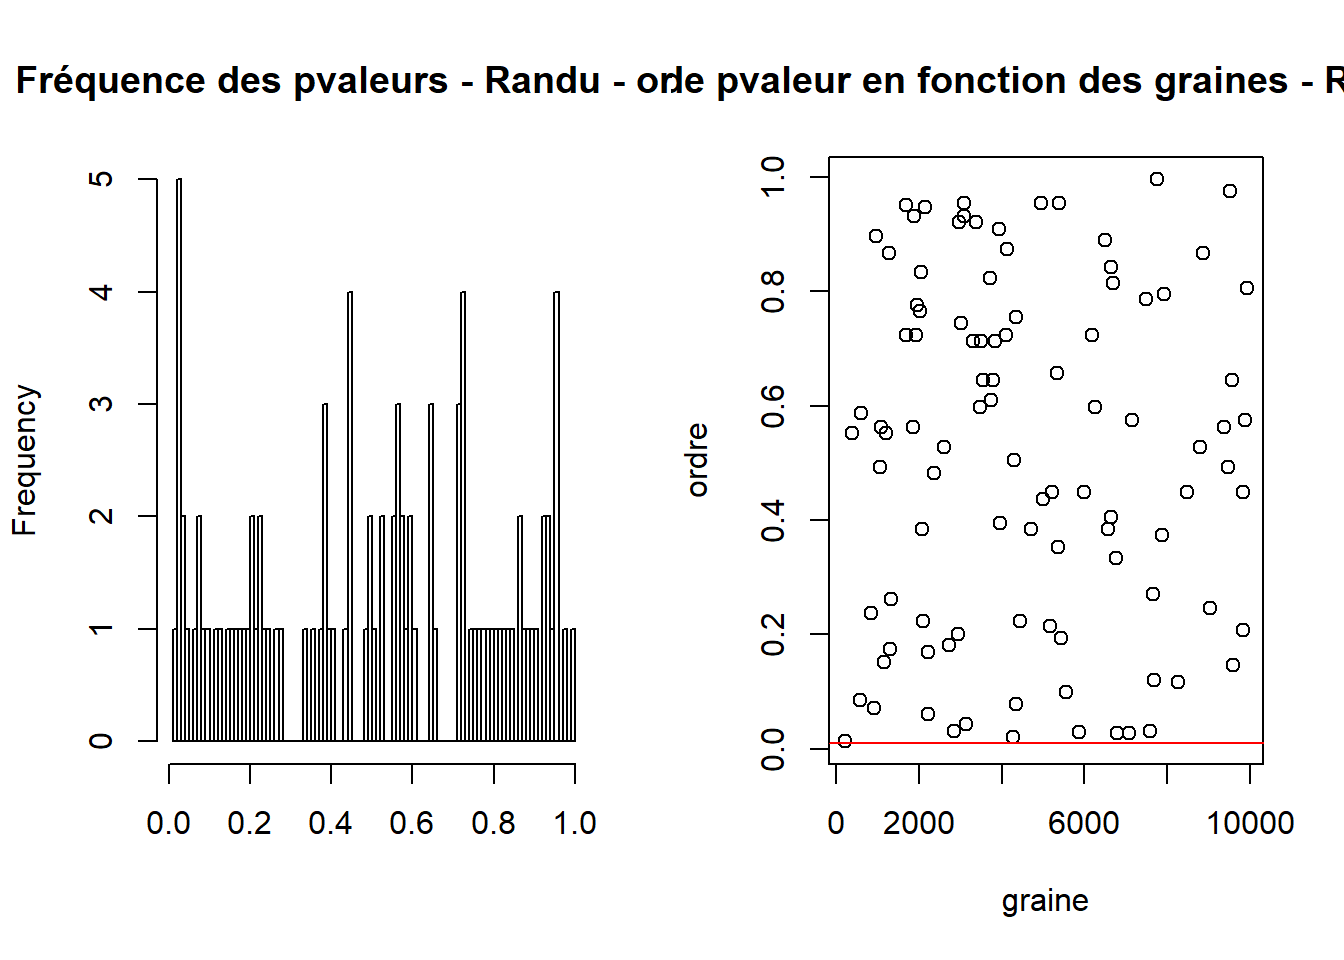 Fréquence des pvaleurs - Randu - 
de pvaleur en fonction des graines - R
Frequency
0
1
2
3
4
5
0.0 0.2 0.4 0.6 0.8 1.0
ordre
0.0
0.2
0.4
0.6
0.8
1.0
0 2000 6000 10000
graine